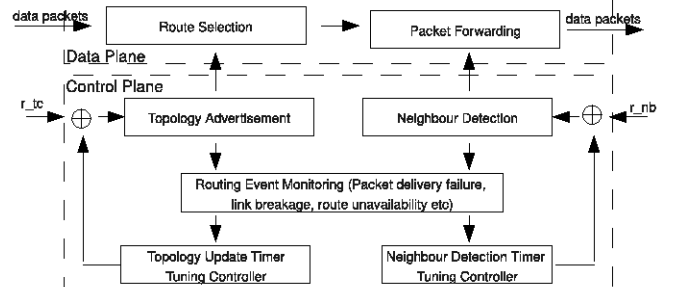 data packets
Route Selection
Packet Forwarding
data packets
Data Plane
Control Plane
r_tc
Topology Advertisement
Neighbour Detection
r_nb
Routing Event Monitoring (Packet delivery failure,
link breakage, route unavailability etc)
Topology Update Timer
Tuning Controller
Neighbour Detection Timer
Tuning Controller